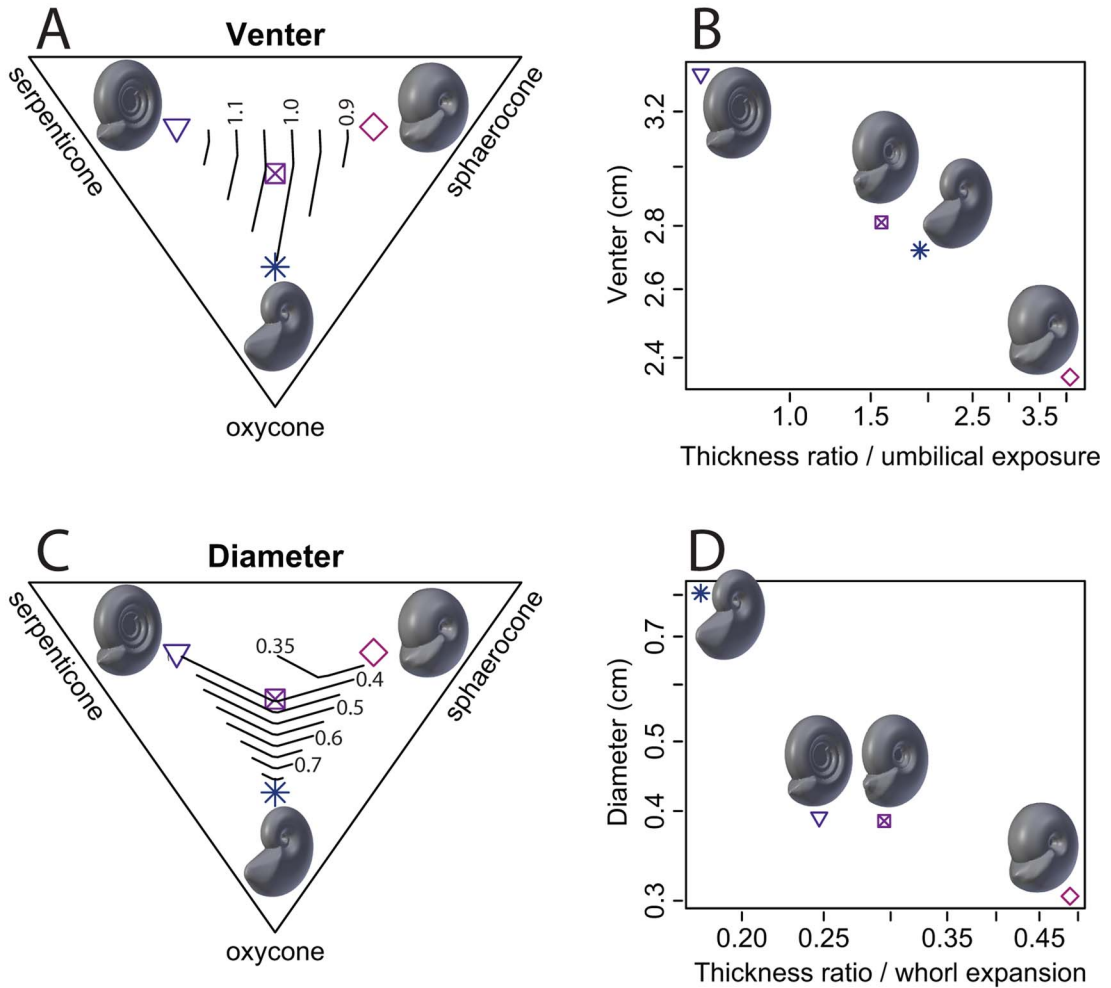 A
Venter
serpenticone
sphaerocone
1.1
1.0
0.9
oxycone
B
Venter (cm)
3.2
2.8
2.6
2.4
1.0
1.5
2.5
3.5
Thickness ratio / umbilical exposure
C
Diameter
serpenticone
sphaerocone
0.35
0.4
0.5
0.6
0.7
oxycone
D
Diameter (cm)
0.7
0.5
0.4
0.3
0.20
0.25
0.35
0.45
Thickness ratio / whorl expansion